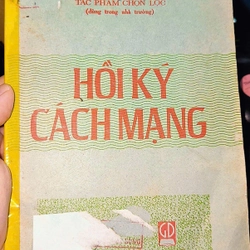 TÁC PHẨM CHỌN LỌC
(dùng trong nhà trường)
HỒI KÝ
CÁCH MẠNG
GD